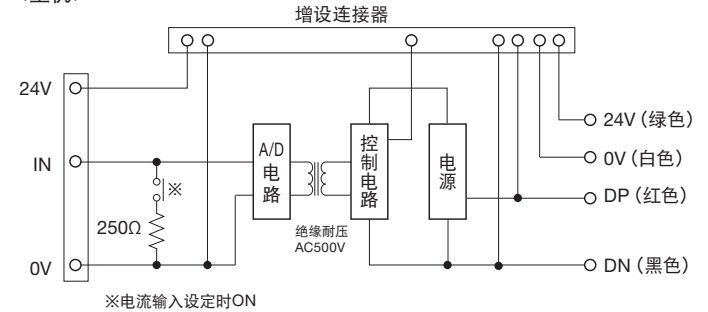 增设连接器
24V
IN
0V
※
250Ω
A/D
电
路
绝缘耐压
AC500V
控
制
电
路
电
源
24V (绿色)
0V (白色)
DP (红色)
DN (黑色)
※电流输入设定时ON